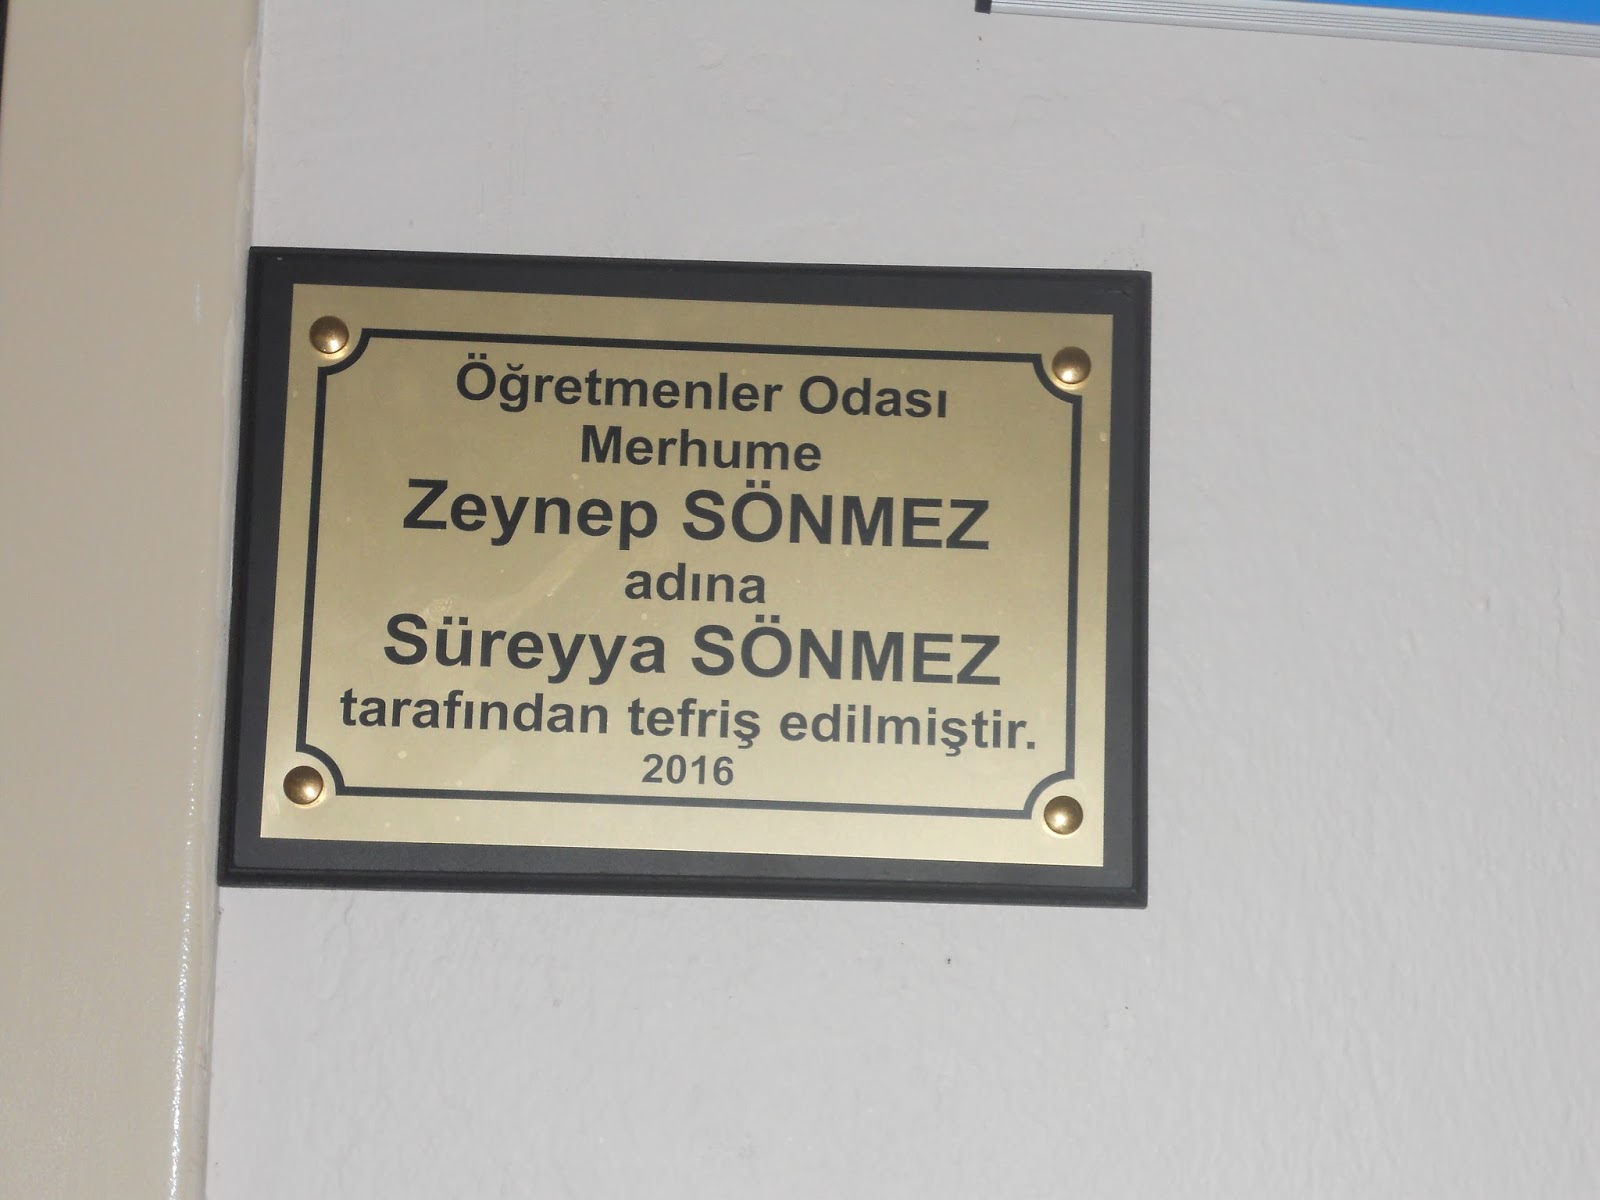 Öğretmenler Odası
Merhume
Zeynep SÖNMEZ
adına
Süreyya SÖNMEZ
tarafından tefriş edilmiştir.
2016